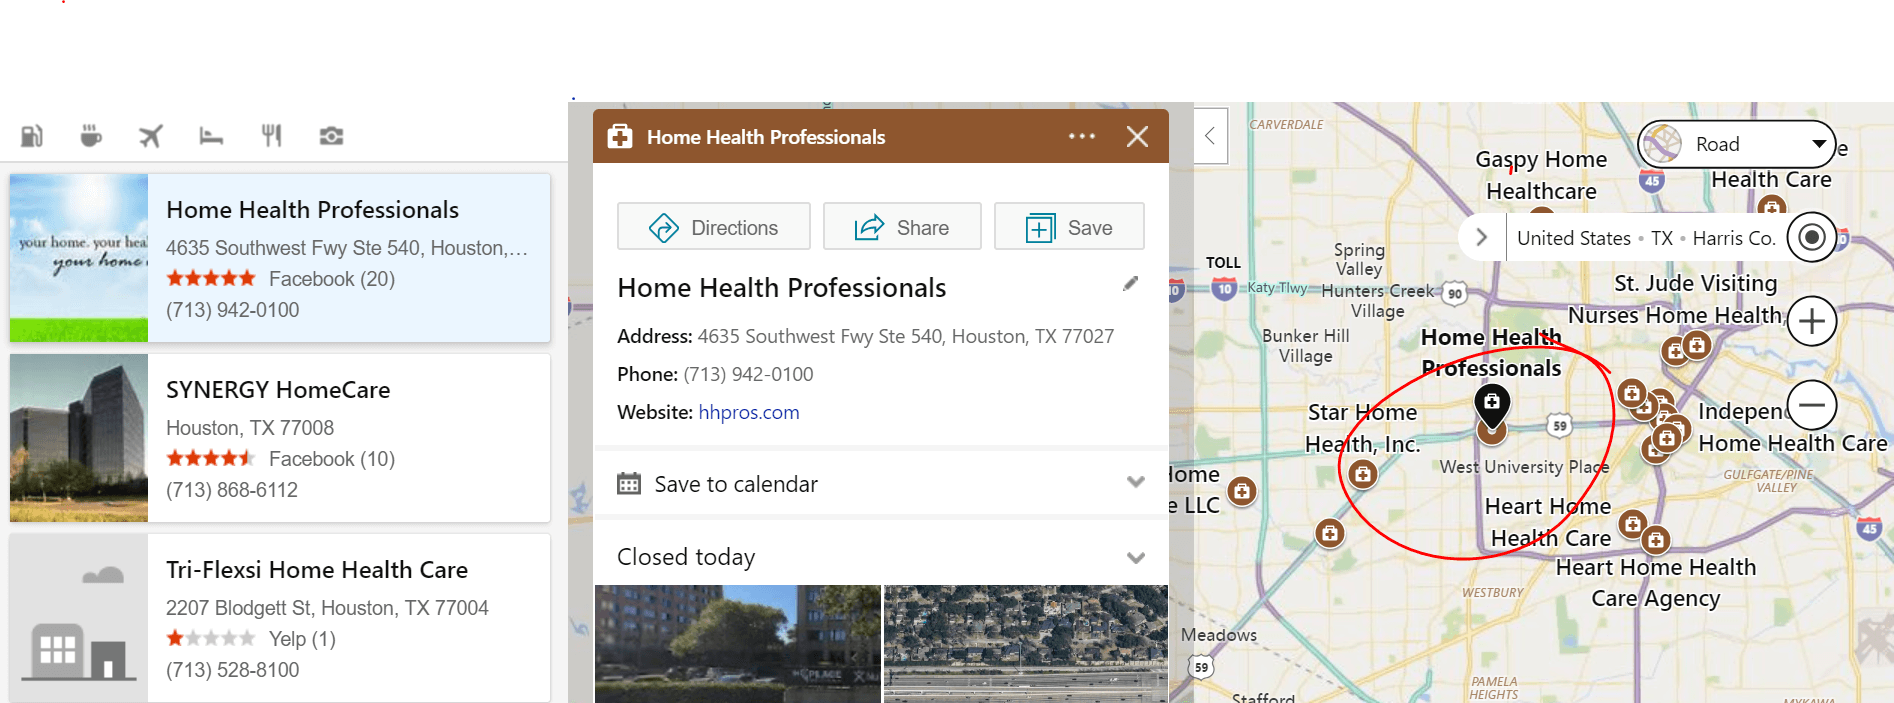 Home Health Professionals
4635 Southwest Fwy Ste 540, Houston,...
Facebook (20)
(713) 942-0100
your home. your heal
your home
SYNERGY HomeCare
Houston, TX 77008
Facebook (10)
(713) 868-6112
Tri-Flexsi Home Health Care
2207 Blodgett St, Houston, TX 77004
Yelp (1)
(713) 528-8100
Home Health Professionals
Directions
Share
Save
Home Health Professionals
Address: 4635 Southwest Fwy Ste 540, Houston, TX 77027
Phone: (713) 942-0100
Website: hhpros.com
Save to calendar
Closed today
CARVERDALE
Road
Gaspy Home
Healthcare
45
e
Health Care
United States • TX • Harris Co.
Spring
Valley
TOLL
10
10
Katy Tlwy
Hunters Creek
Village
90
St. Jude Visiting
Nurses Home Health,
Bunker Hill
Village
Home Health
Professionals
Star Home
Health, Inc.
59
Independ
Home Health Care
West University Place
Home
e LLC
GULFGATE/PINE
VALLEY
Heart Home
Health Care
45
Heart Home Health
Care Agency
WESTBURY
Meadows
59
PAMELA
HEIGHTS
Stafford
MYKAWA